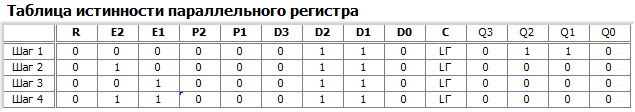 Таблица истинности параллельного регистра
R E2 E1 P2 P1 D3 D2 D1 D0 C Q3 Q2 Q1 Q0
Шаг 1 0 0 0 0 0 0 1 1 0 LГ 0 1 1 0
Шаг 2 0 1 0 0 0 0 1 1 0 LГ 0 0 0 0
Шаг 3 0 0 1 0 0 0 1 1 0 LГ 0 0 0 0
Шаг 4 0 1 1 0 0 0 1 1 0 LГ 0 0 0 0